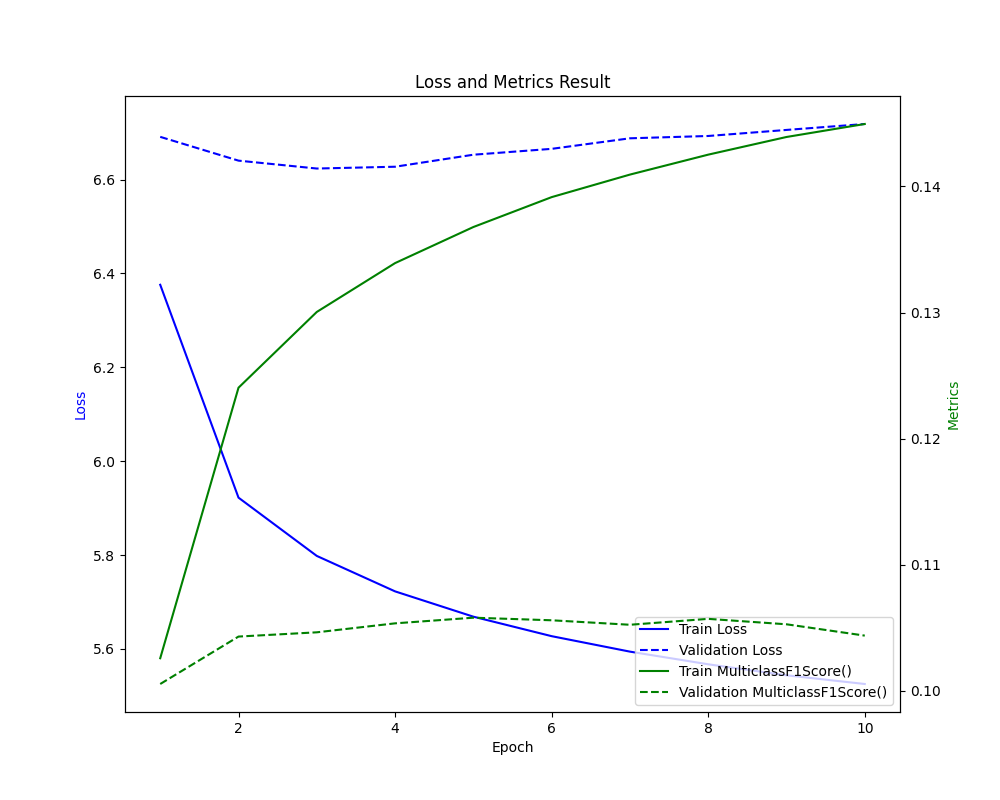 Loss and Metrics Result
Loss
6.6
6.4
6.2
6.0
5.8
5.6
0.14
0.13
0.12
0.11
0.10
Metrics
Train Loss
Validation Loss
Train MulticlassF1Score()
Validation MulticlassF1Score()
2 4 6 8 10
Epoch